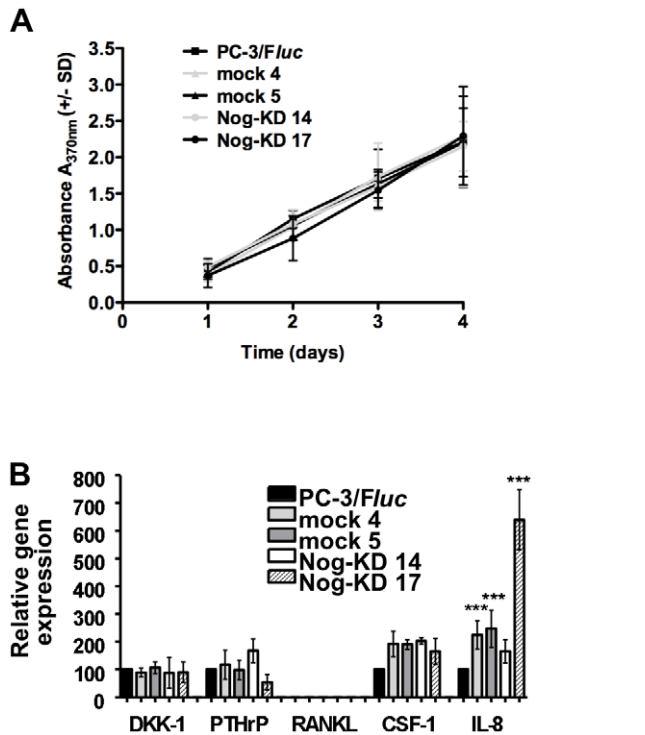 A
Absorbance A370nm (+/- SD)
3.5
3.0
2.5
2.0
1.5
1.0
0.5
0.0
PC-3/Fluc
mock 4
mock 5
Nog-KD 14
Nog-KD 17
0 1 2 3 4
Time (days)
B
Relative gene
expression
800
700
600
500
400
300
200
100
0
PC-3/Fluc
mock 4
mock 5
Nog-KD 14
Nog-KD 17
***
*** ***
DKK-1 PTHrP RANKL CSF-1 IL-8